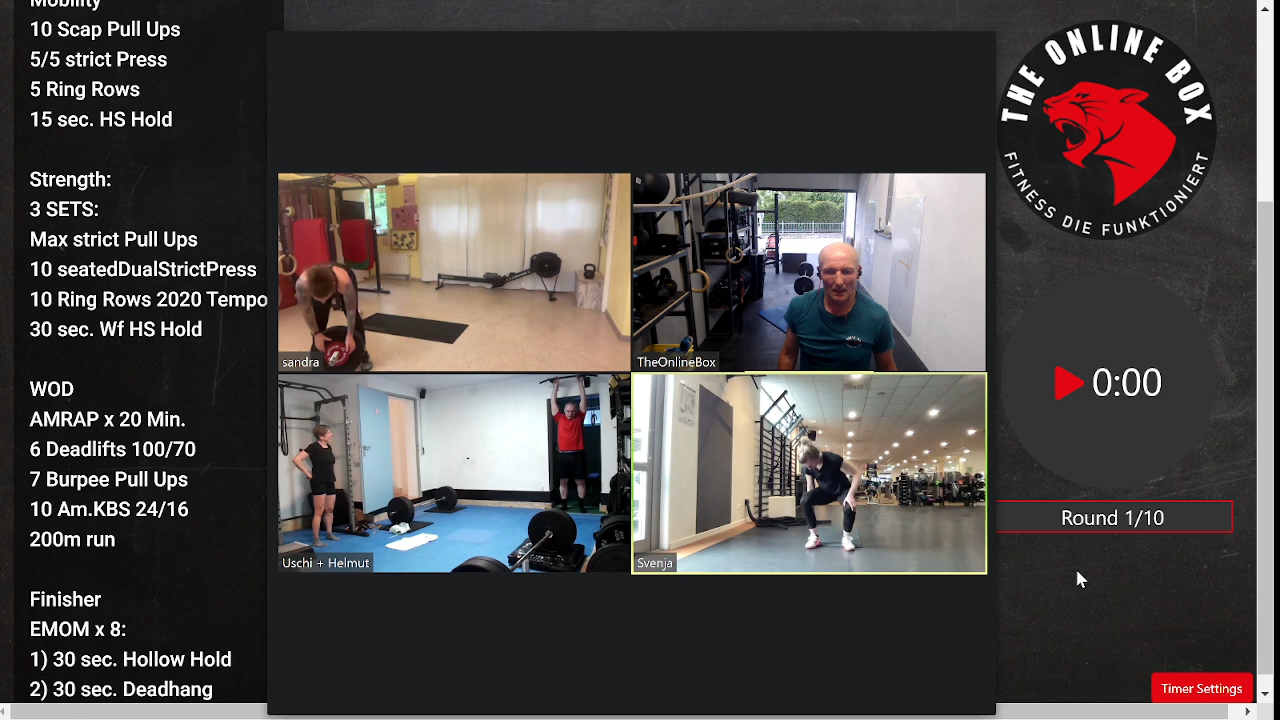 Mobility
10 Scap Pull Ups
5/5 strict Press
5 Ring Rows
15 sec. HS Hold
Strength:
3 SETS:
Max strict Pull Ups
10 seatedDualStrictPress
10 Ring Rows 2020 Tempo
30 sec. Wf HS Hold
WOD
AMRAP x 20 Min.
6 Deadlifts 100/70
7 Burpee Pull Ups
10 Am.KBS 24/16
200m run
Finisher
EMOM x 8:
1) 30 sec. Hollow Hold
2) 30 sec. Deadhang
sandra
TheOnlineBox
Uschi + Helmut
Svenja
THE ONLINE BOX
FITNESS DIE FUNKTIONIERT
0:00
Round 1/10
Timer Settings